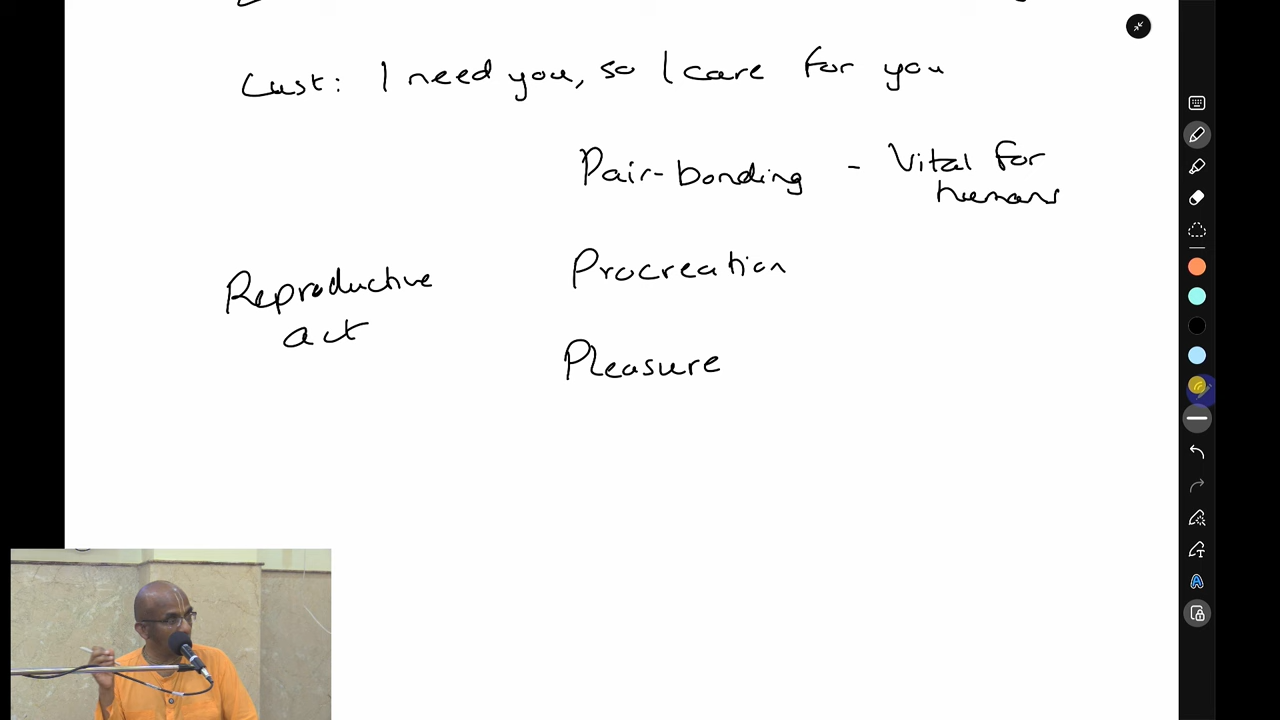 Lust: I need you, so I care for you
Pair-bonding - Vital for
humans
Reproductive
act
Procreation
Pleasure